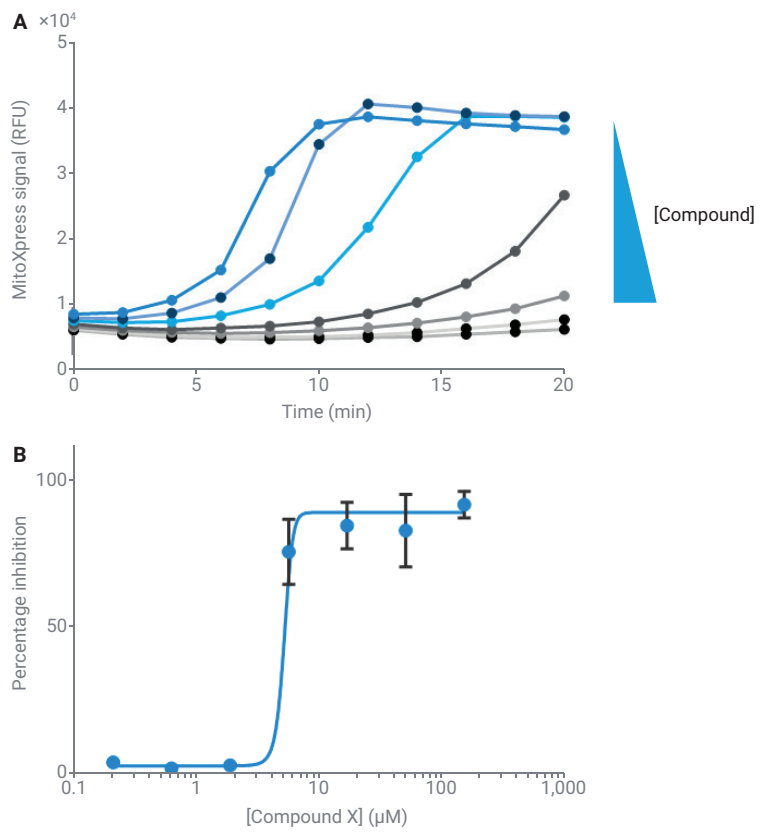 A ×10⁴
5
4
3
2
1
0
MitoXpress signal (RFU)
0 5 10 15 20
Time (min)
[Compound]
B
100
50
0
Percentage inhibition
0.1 1 10 100 1,000
[Compound X] (μM)